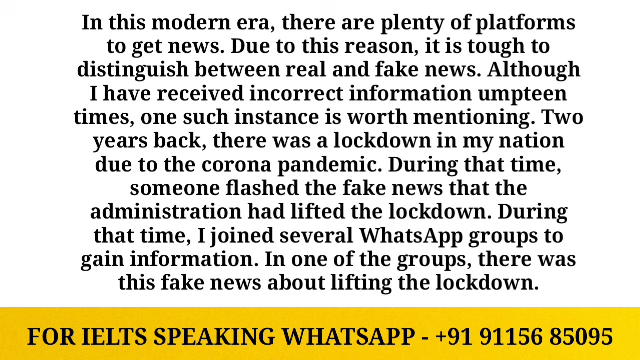 In this modern era, there are plenty of platforms
to get news. Due to this reason, it is tough to
distinguish between real and fake news. Although
I have received incorrect information umpteen
times, one such instance is worth mentioning. Two
years back, there was a lockdown in my nation
due to the corona pandemic. During that time,
someone flashed the fake news that the
administration had lifted the lockdown. During
that time, I joined several WhatsApp groups to
gain information. In one of the groups, there was
this fake news about lifting the lockdown.
FOR IELTS SPEAKING WHATSAPP - +91 91156 85095